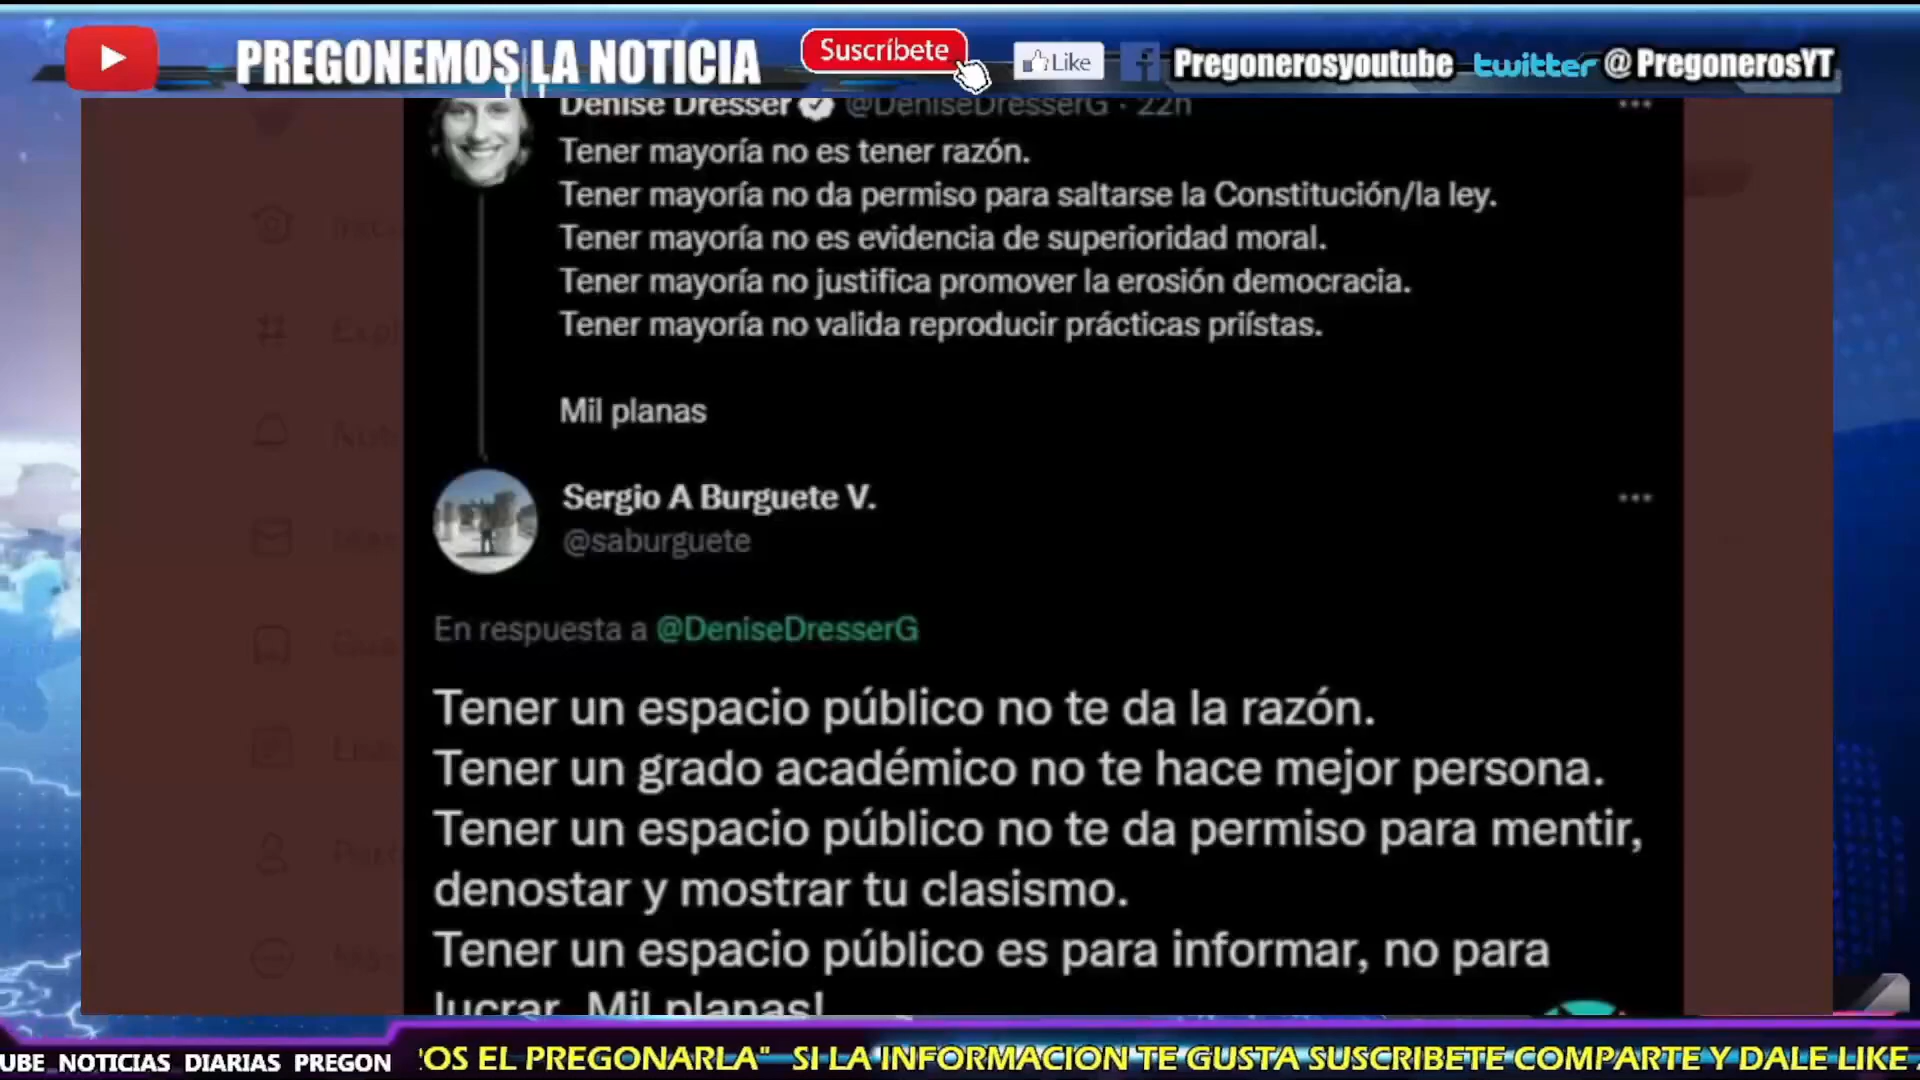 PREGONEMOS LA NOTICIA
Suscríbete
Like
Pregonerosyoutube
twitter @PregonerosYT
Denise Dresser @DeniseDresserG · 22h
Tener mayoría no es tener razón.
Tener mayoría no da permiso para saltarse la Constitución/la ley.
Tener mayoría no es evidencia de superioridad moral.
Tener mayoría no justifica promover la erosión democracia.
Tener mayoría no valida reproducir prácticas priístas.
Mil planas
Sergio A Burguete V.
@saburguete
En respuesta a @DeniseDresserG
Tener un espacio público no te da la razón.
Tener un grado académico no te hace mejor persona.
Tener un espacio público no te da permiso para mentir,
denostar y mostrar tu clasismo.
Tener un espacio público es para informar, no para
lucrar. Mil planas!
UBE NOTICIAS DIARIAS PREGON
'OS EL PREGONARLA" SI LA INFORMACION TE GUSTA SUSCRIBETE COMPARTE Y DALE LIKE